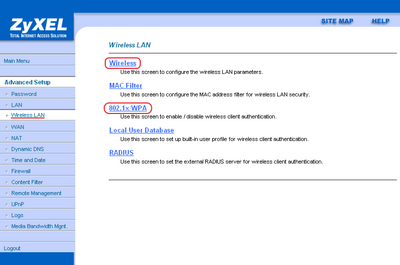 ZyXEL
TOTAL INTERNET ACCESS SOLUTION
SITE MAP
HELP
Main Menu
Advanced Setup
Password
LAN
Wireless LAN
WAN
NAT
Dynamic DNS
Time and Date
Firewall
Content Filter
Remote Management
UPnP
Logs
Media Bandwidth Mgnt.
Logout
Wireless LAN
Wireless
Use this screen to configure the wireless LAN parameters.
MAC Filter
Use this screen to configure the MAC address filter for wireless LAN security.
802.1x/WPA
Use this screen to enable / disable wireless client authentication.
Local User Database
Use this screen to set up built-in user profile for wireless client authentication.
RADIUS
Use this screen to set the external RADIUS server for wireless client authentication.